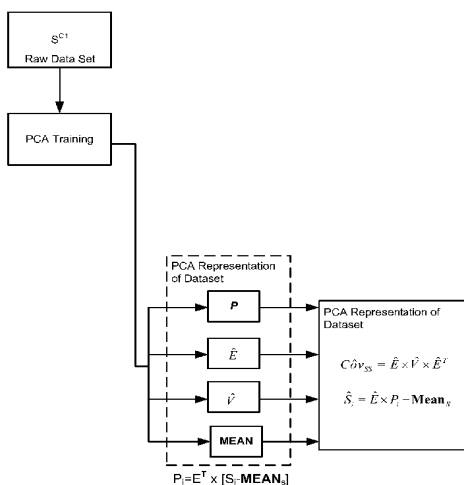 S^C1
Raw Data Set
PCA Training
PCA Representation
of Dataset
P
Ê
V̂
MEAN
P_i=E^T x [S_i-MEAN_s]
PCA Representation of
Dataset
Côv_SS = Ê × V̂ × Ê^T
Ŝ_i = Ê × P_i − Mean_S